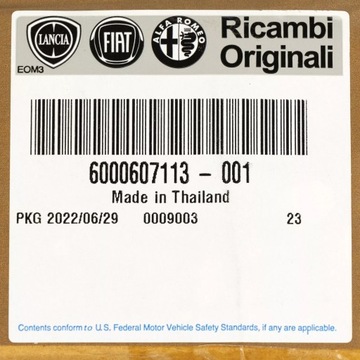 LANCIA
FIAT
ALFA ROMEO
Ricambi
Originali
EOM3
6000607113 - 001
Made in Thailand
PKG 2022/06/29 0009003 23
Contents conform to U.S. Federal Motor Vehicle Safety Standards, if any are applicable.